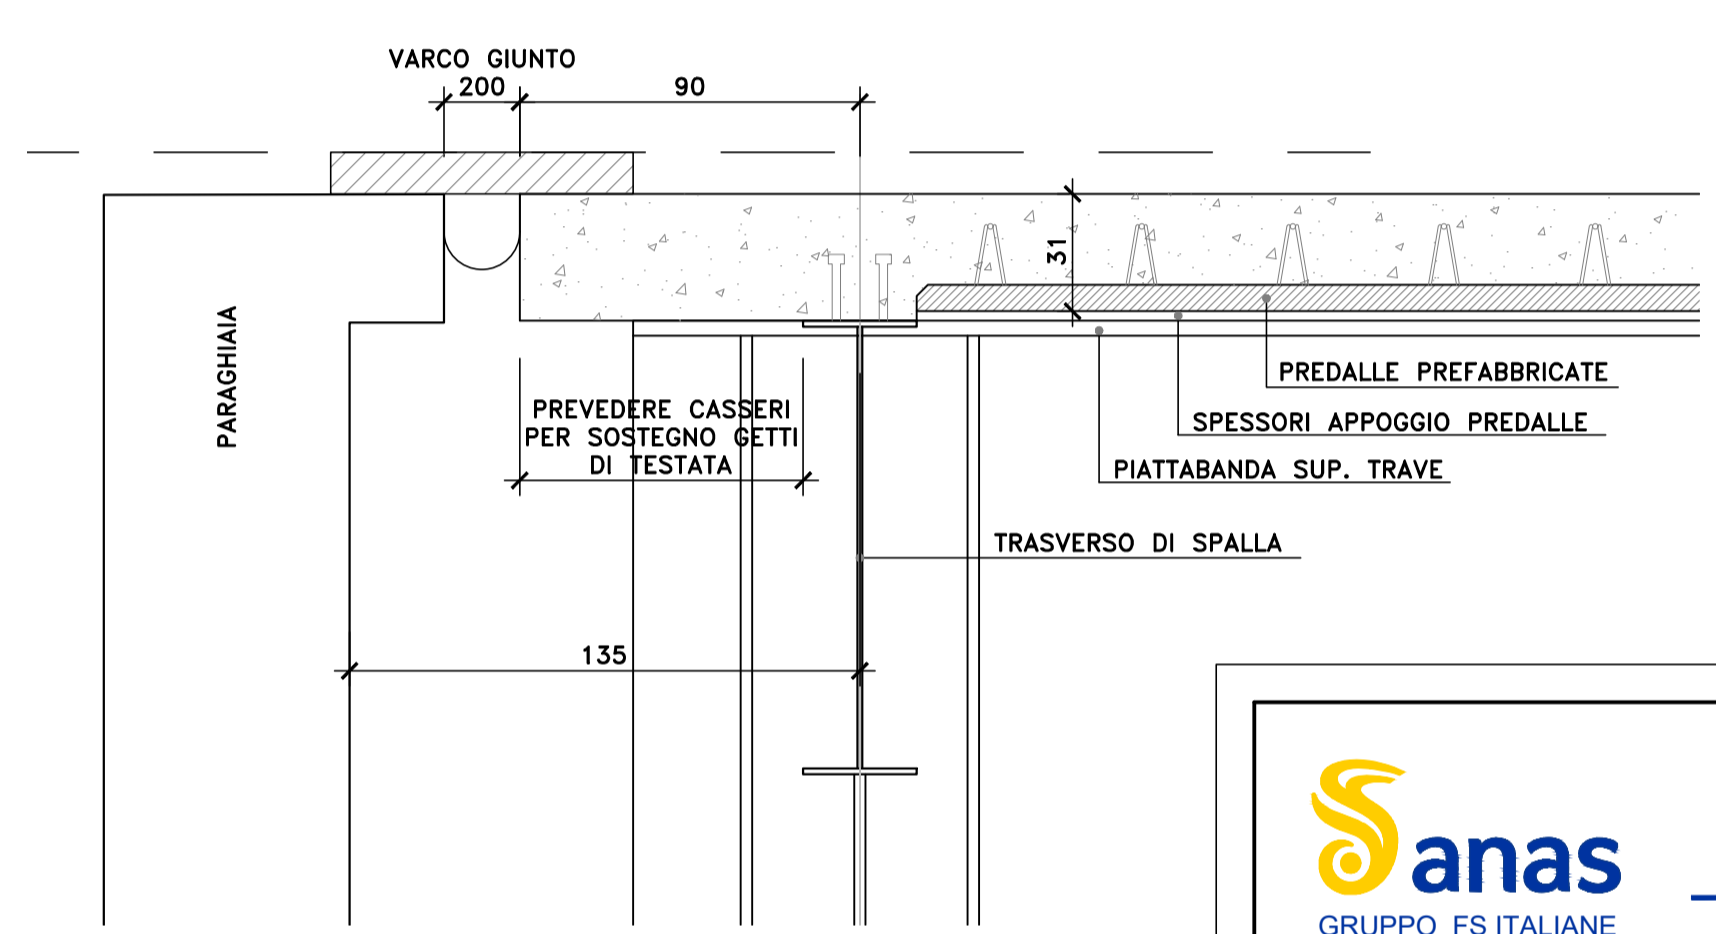 VARCO GIUNTO
200
90
31
PARAGHIAIA
PREDALLE PREFABBRICATE
PREVEDERE CASSERI
PER SOSTEGNO GETTI
DI TESTATA
SPESSORI APPOGGIO PREDALLE
PIATTABANDA SUP. TRAVE
TRASVERSO DI SPALLA
135
anas
GRUPPO FS ITALIANE